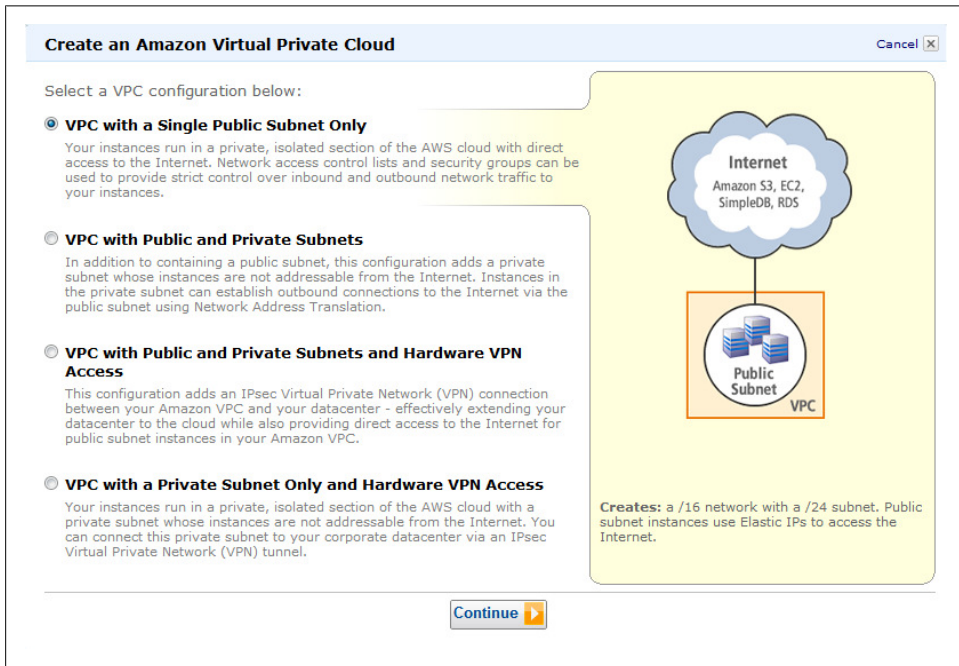 Create an Amazon Virtual Private Cloud
Cancel
Select a VPC configuration below:
VPC with a Single Public Subnet Only
Your instances run in a private, isolated section of the AWS cloud with direct
access to the Internet. Network access control lists and security groups can be
used to provide strict control over inbound and outbound network traffic to
your instances.
VPC with Public and Private Subnets
In addition to containing a public subnet, this configuration adds a private
subnet whose instances are not addressable from the Internet. Instances in
the private subnet can establish outbound connections to the Internet via the
public subnet using Network Address Translation.
VPC with Public and Private Subnets and Hardware VPN
Access
This configuration adds an IPsec Virtual Private Network (VPN) connection
between your Amazon VPC and your datacenter - effectively extending your
datacenter to the cloud while also providing direct access to the Internet for
public subnet instances in your Amazon VPC.
VPC with a Private Subnet Only and Hardware VPN Access
Your instances run in a private, isolated section of the AWS cloud with a
private subnet whose instances are not addressable from the Internet. You
can connect this private subnet to your corporate datacenter via an IPsec
Virtual Private Network (VPN) tunnel.
Internet
Amazon S3, EC2,
SimpleDB, RDS
Public
Subnet
VPC
Creates: a /16 network with a /24 subnet. Public
subnet instances use Elastic IPs to access the
Internet.
Continue